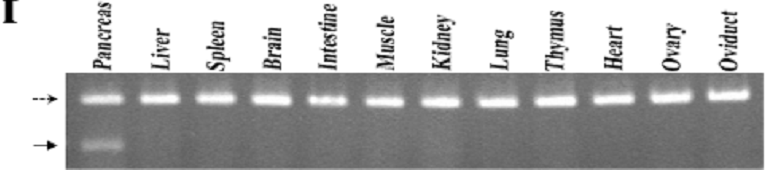 I
Pancreas
Liver
Spleen
Brain
Intestine
Muscle
Kidney
Lung
Thymus
Heart
Ovary
Oviduct